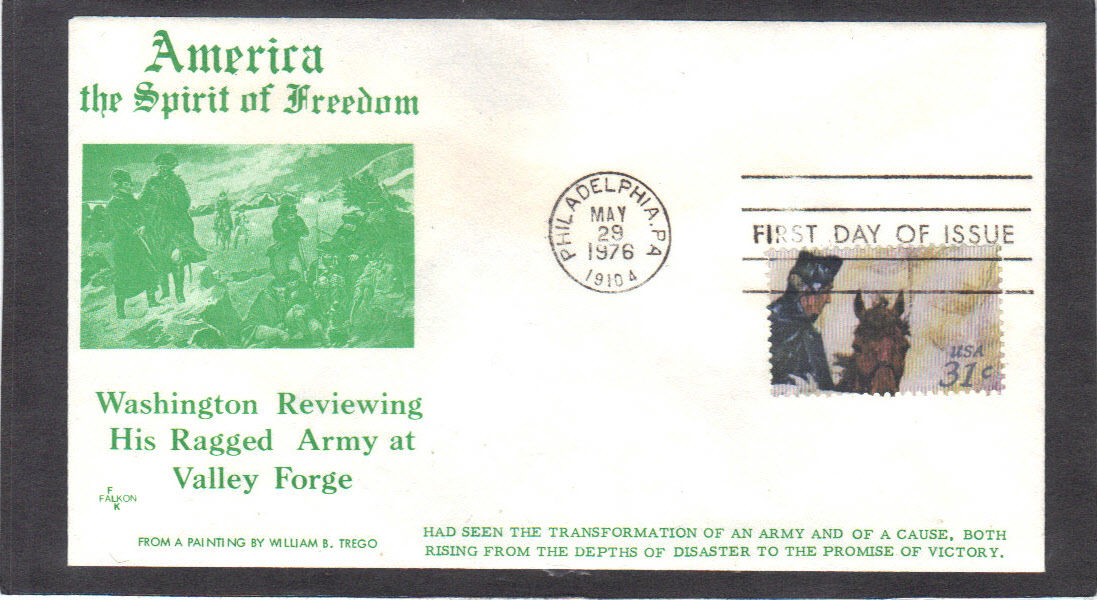 America
the Spirit of Freedom
PHILADELPHIA, PA
MAY
29
1976
19104
FIRST DAY OF ISSUE
USA
31c
Washington Reviewing
His Ragged Army at
Valley Forge
F
FALKON
K
FROM A PAINTING BY WILLIAM B. TREGO
HAD SEEN THE TRANSFORMATION OF AN ARMY AND OF A CAUSE, BOTH
RISING FROM THE DEPTHS OF DISASTER TO THE PROMISE OF VICTORY.